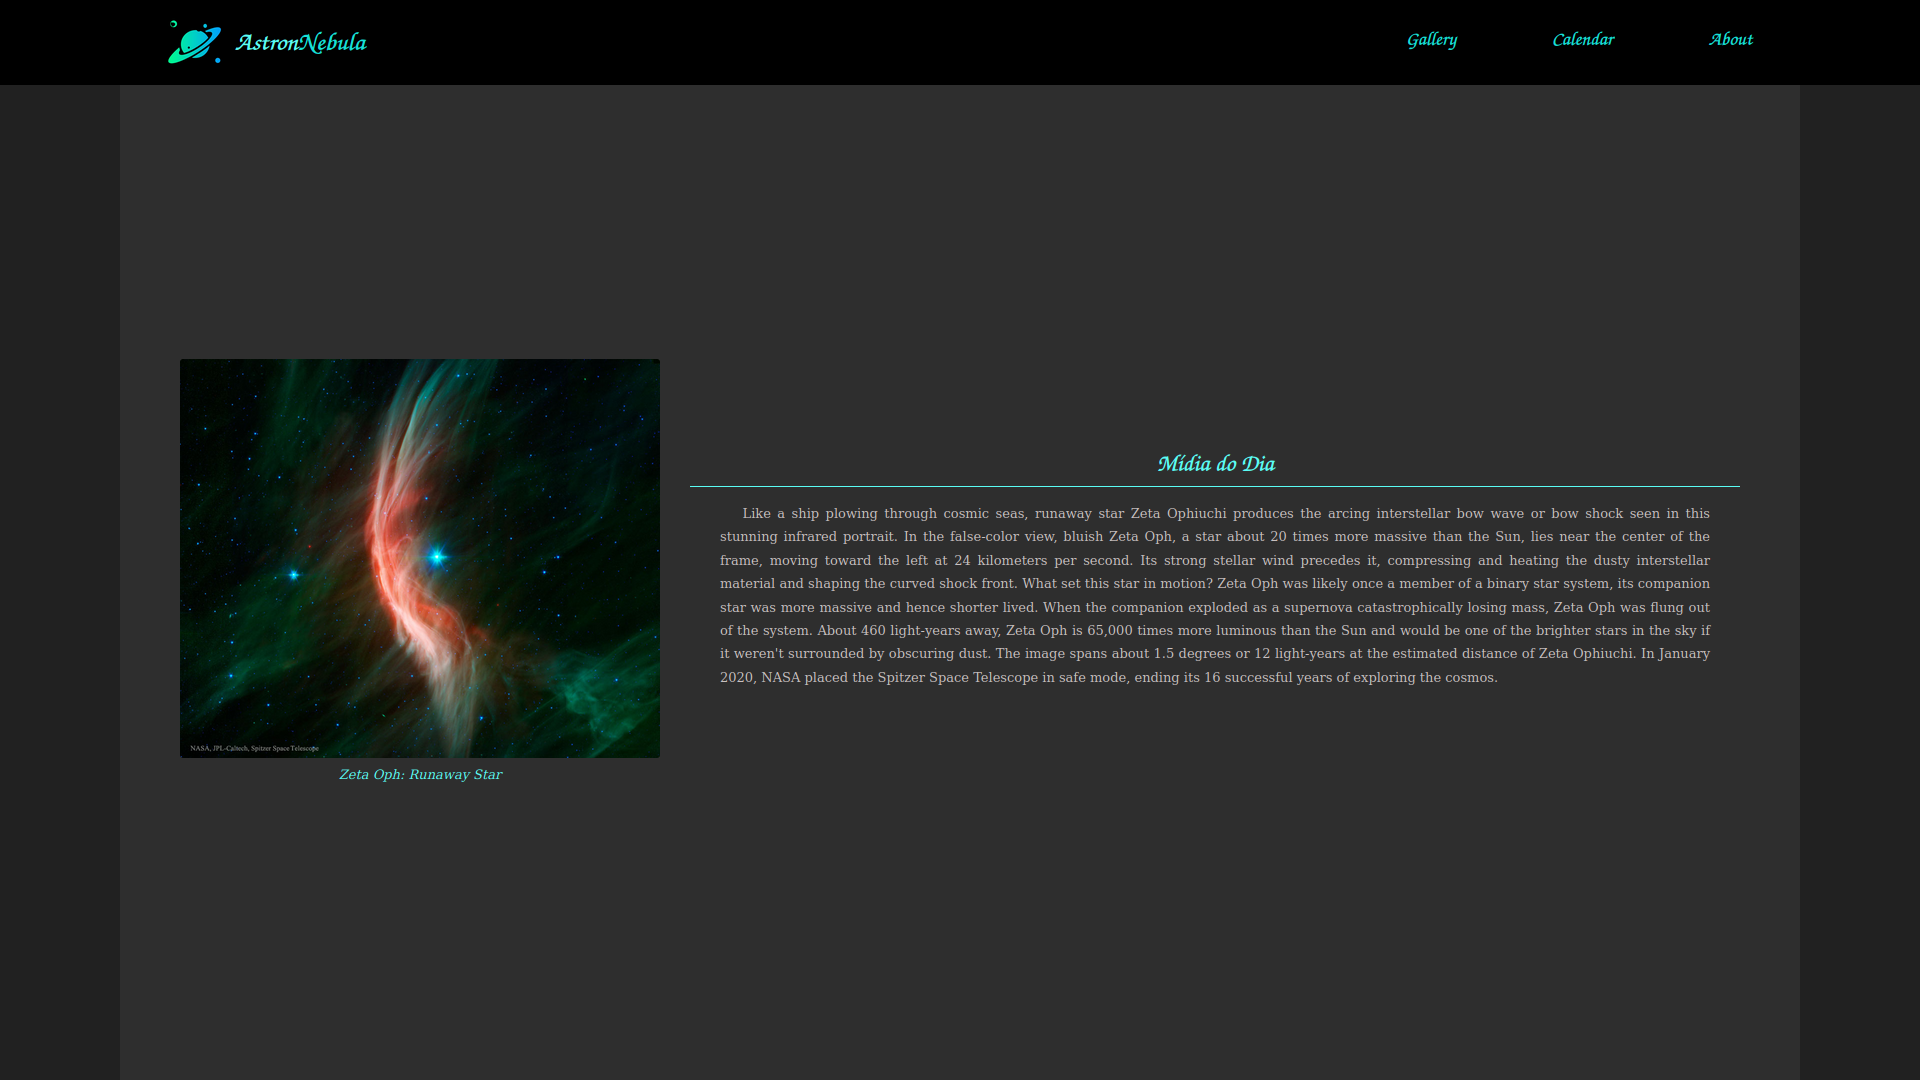 AstronNebula
Gallery
Calendar
About
NASA, JPL-Caltech, Spitzer Space Telescope
Zeta Oph: Runaway Star
Mídia do Dia
Like a ship plowing through cosmic seas, runaway star Zeta Ophiuchi produces the arcing interstellar bow wave or bow shock seen in this
stunning infrared portrait. In the false-color view, bluish Zeta Oph, a star about 20 times more massive than the Sun, lies near the center of the
frame, moving toward the left at 24 kilometers per second. Its strong stellar wind precedes it, compressing and heating the dusty interstellar
material and shaping the curved shock front. What set this star in motion? Zeta Oph was likely once a member of a binary star system, its companion
star was more massive and hence shorter lived. When the companion exploded as a supernova catastrophically losing mass, Zeta Oph was flung out
of the system. About 460 light-years away, Zeta Oph is 65,000 times more luminous than the Sun and would be one of the brighter stars in the sky if
it weren't surrounded by obscuring dust. The image spans about 1.5 degrees or 12 light-years at the estimated distance of Zeta Ophiuchi. In January
2020, NASA placed the Spitzer Space Telescope in safe mode, ending its 16 successful years of exploring the cosmos.